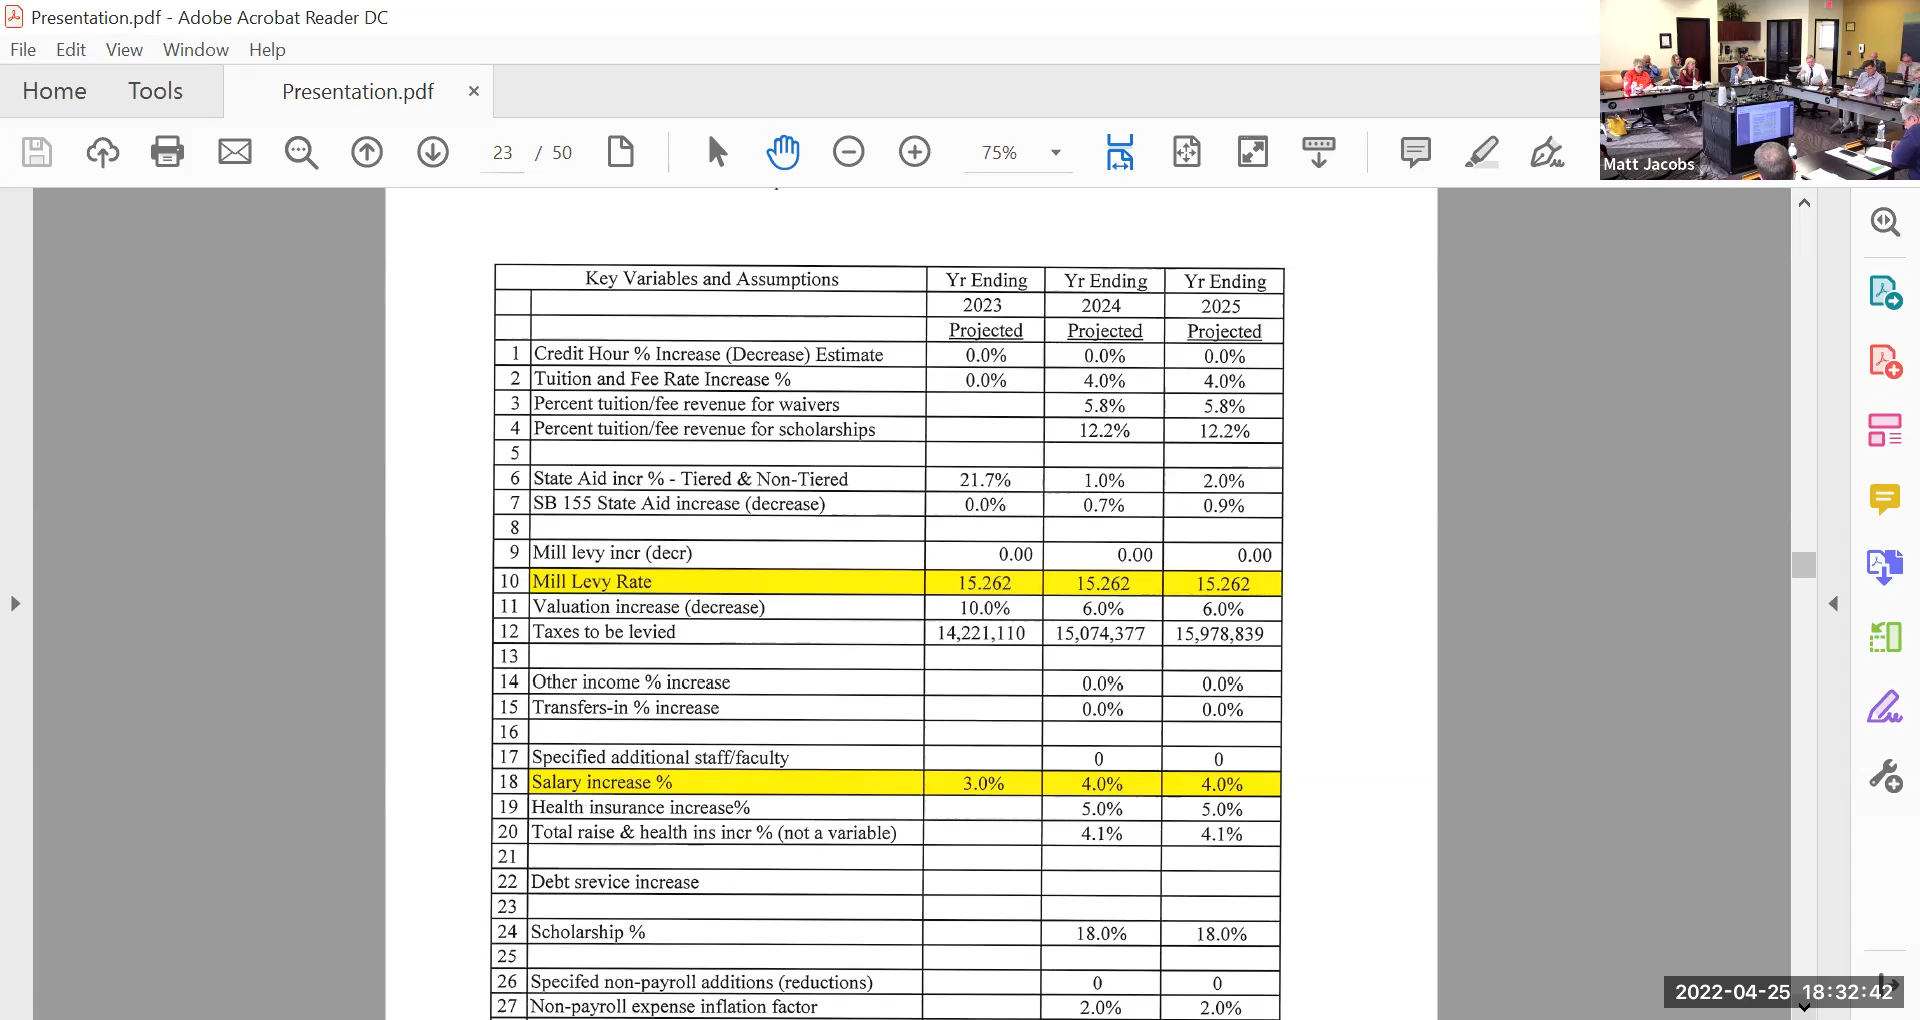 Presentation.pdf - Adobe Acrobat Reader DC
File Edit View Window Help
Home Tools Presentation.pdf ×
23 / 50 75%
Matt Jacobs
Key Variables and Assumptions Yr Ending Yr Ending Yr Ending
2023 2024 2025
Projected Projected Projected
1 Credit Hour % Increase (Decrease) Estimate 0.0% 0.0% 0.0%
2 Tuition and Fee Rate Increase % 0.0% 4.0% 4.0%
3 Percent tuition/fee revenue for waivers 5.8% 5.8%
4 Percent tuition/fee revenue for scholarships 12.2% 12.2%
5
6 State Aid incr % - Tiered & Non-Tiered 21.7% 1.0% 2.0%
7 SB 155 State Aid increase (decrease) 0.0% 0.7% 0.9%
8
9 Mill levy incr (decr) 0.00 0.00 0.00
10 Mill Levy Rate 15.262 15.262 15.262
11 Valuation increase (decrease) 10.0% 6.0% 6.0%
12 Taxes to be levied 14,221,110 15,074,377 15,978,839
13
14 Other income % increase 0.0% 0.0%
15 Transfers-in % increase 0.0% 0.0%
16
17 Specified additional staff/faculty 0 0
18 Salary increase % 3.0% 4.0% 4.0%
19 Health insurance increase% 5.0% 5.0%
20 Total raise & health ins incr % (not a variable) 4.1% 4.1%
21
22 Debt srevice increase
23
24 Scholarship % 18.0% 18.0%
25
26 Specifed non-payroll additions (reductions) 0 0
27 Non-payroll expense inflation factor 2.0% 2.0%
2022-04-25 18:32:42